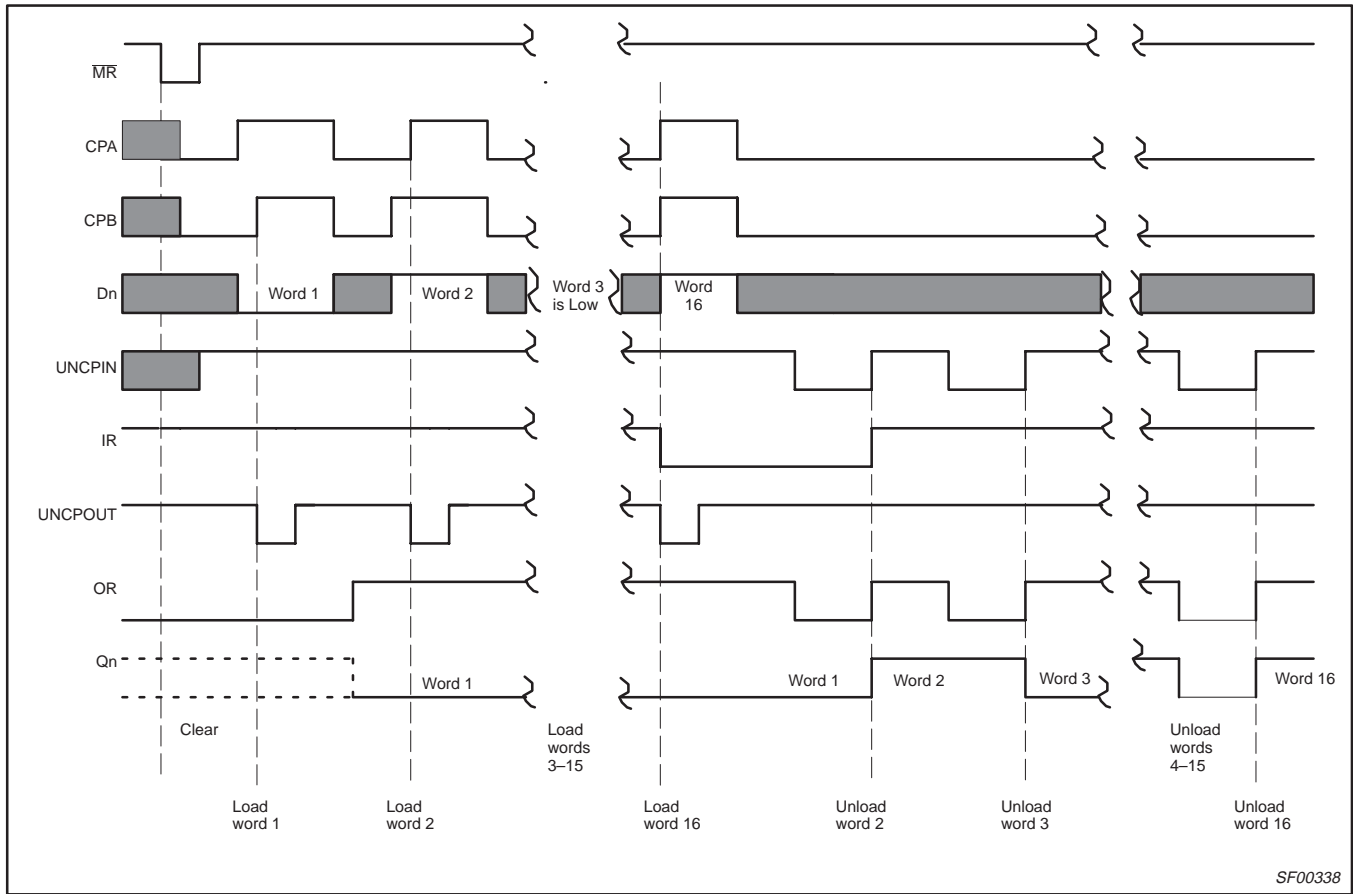 MR
CPA
CPB
Dn
Word 1
Word 2
Word 3
is Low
Word
16
UNCPIN
IR
UNCPOUT
OR
Qn
Word 1
Word 1
Word 2
Word 3
Word 16
Clear
Load
words
3–15
Unload
words
4–15
Load
word 1
Load
word 2
Load
word 16
Unload
word 2
Unload
word 3
Unload
word 16
SF00338